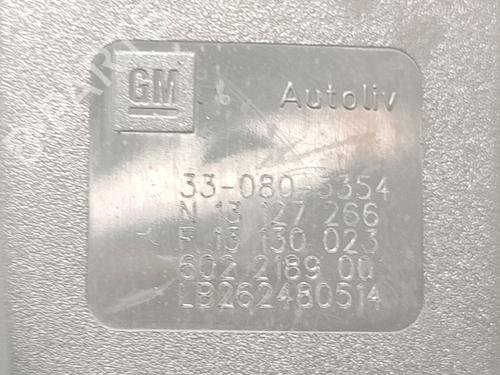 GM Autoliv
33-080-3354
N 13 127 266
F 13 130 023
602 2189 00
LB262480514